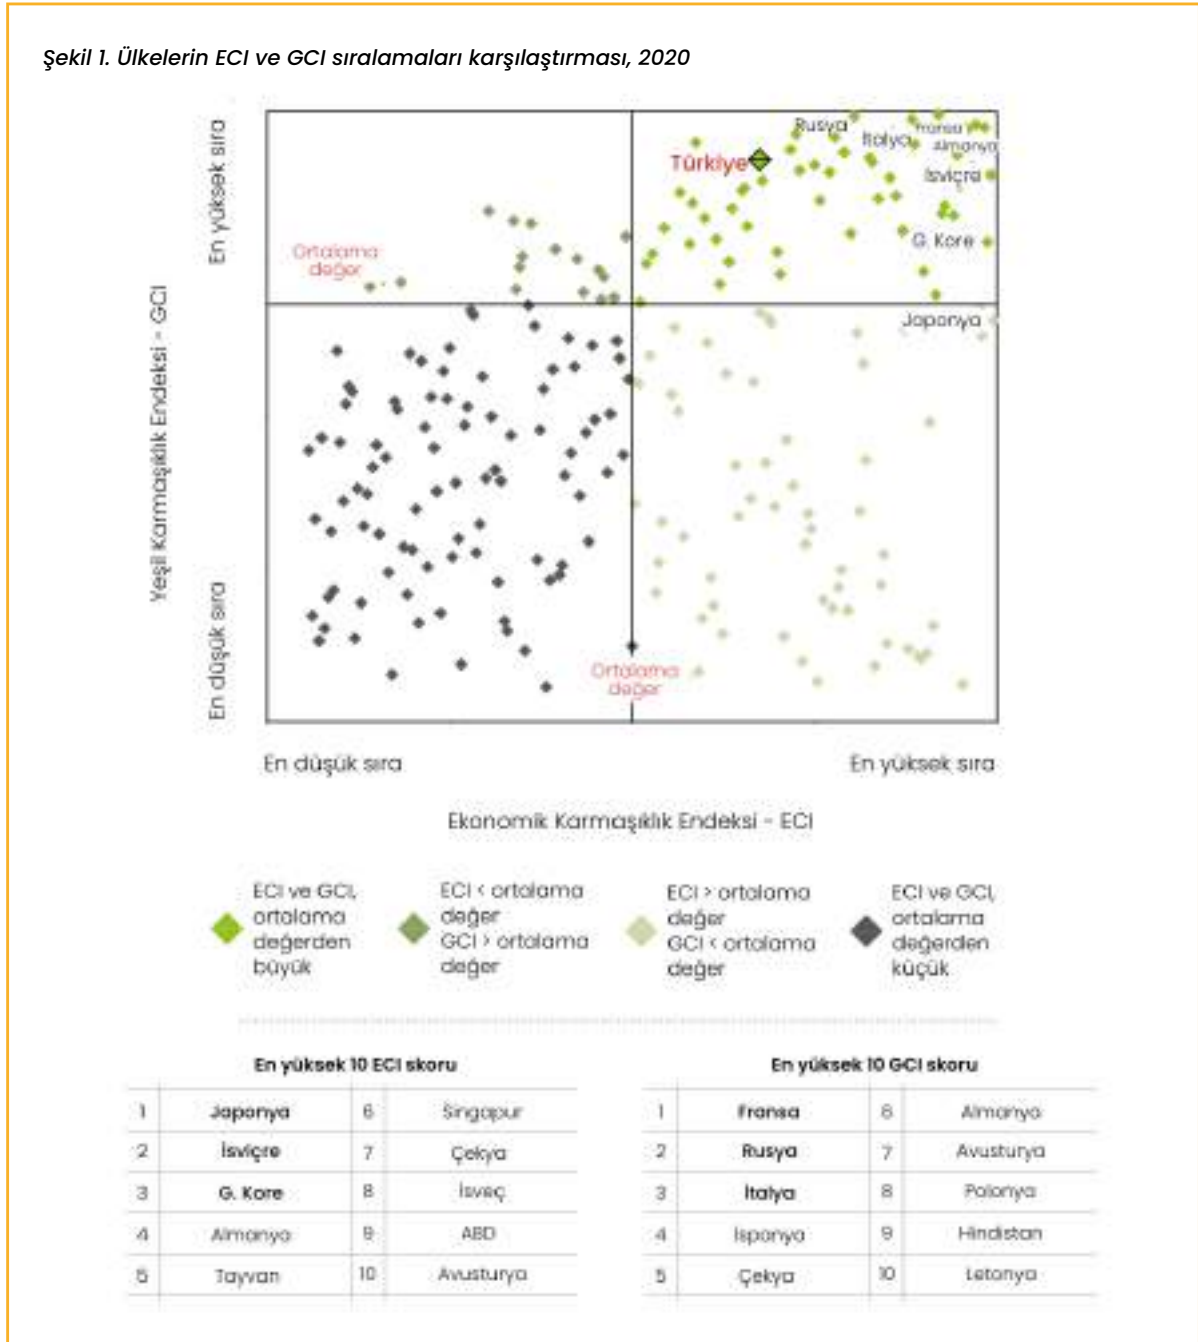 Şekil 1. Ülkelerin ECI ve GCI sıralamaları karşılaştırması, 2020
En yüksek sıra
Yeşil Karmaşıklık Endeksi - GCI
En düşük sıra
Rusya
İtalya
Fransa
Almanya
Türkiye
İsviçre
G. Kore
Ortalama
değer
Japonya
Ortalama
değer
En düşük sıra
En yüksek sıra
Ekonomik Karmaşıklık Endeksi - ECI
ECI ve GCI,
ortalama
değerden
büyük
ECI < ortalama
değer
GCI > ortalama
değer
ECI > ortalama
değer
GCI < ortalama
değer
ECI ve GCI,
ortalama
değerden
küçük
En yüksek 10 ECI skoru
1 Japonya 6 Singapur
2 İsviçre 7 Çekya
3 G. Kore 8 İsveç
4 Almanya 9 ABD
5 Tayvan 10 Avusturya
En yüksek 10 GCI skoru
1 Fransa 6 Almanya
2 Rusya 7 Avusturya
3 İtalya 8 Polonya
4 İspanya 9 Hindistan
5 Çekya 10 Letonya